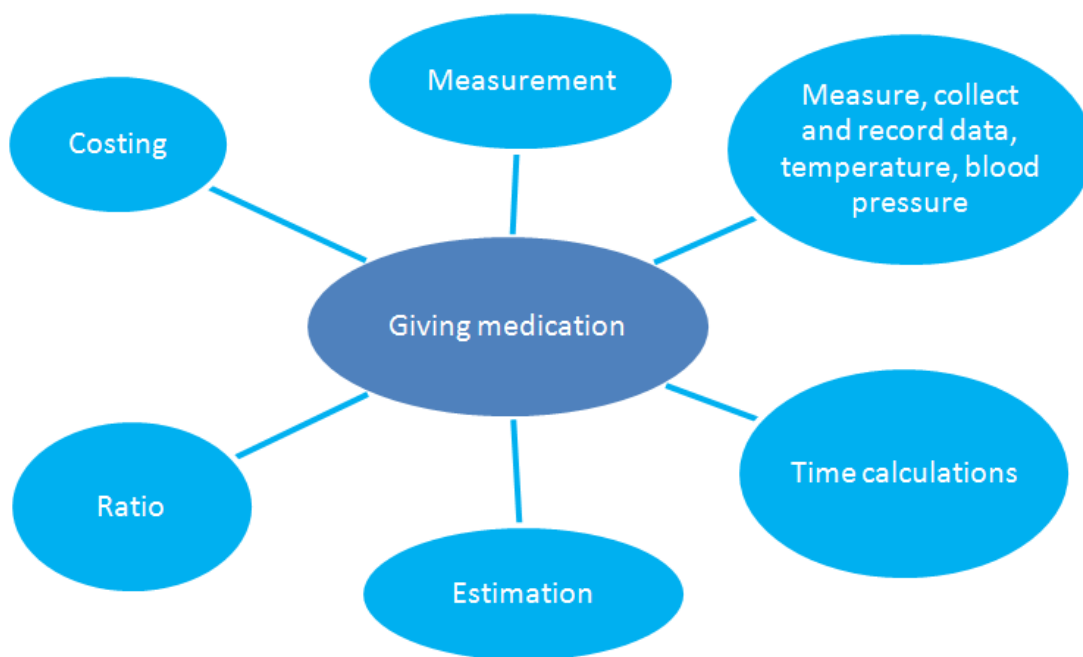 Measurement
Costing
Measure, collect
and record data,
temperature, blood
pressure
Giving medication
Ratio
Time calculations
Estimation